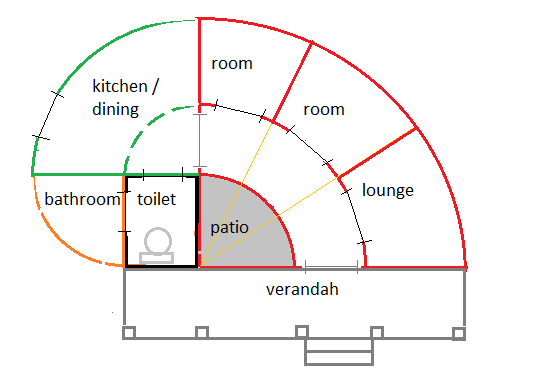 room
kitchen /
dining
room
lounge
bathroom
toilet
patio
verandah